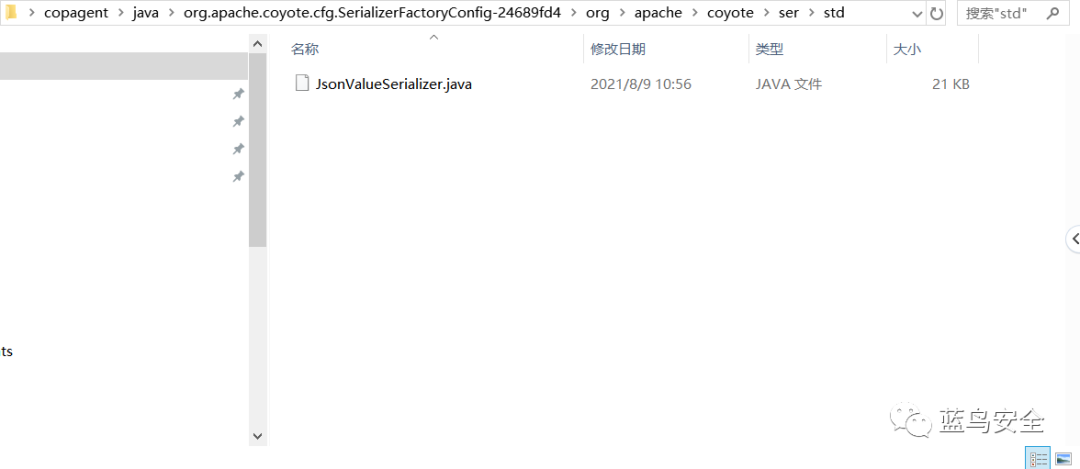 copagent > java > org.apache.coyote.cfg.SerializerFactoryConfig-24689fd4 > org > apache > coyote > ser > std 搜索"std"
名称 修改日期 类型 大小
JsonValueSerializer.java 2021/8/9 10:56 JAVA 文件 21 KB
ts
蓝鸟安全